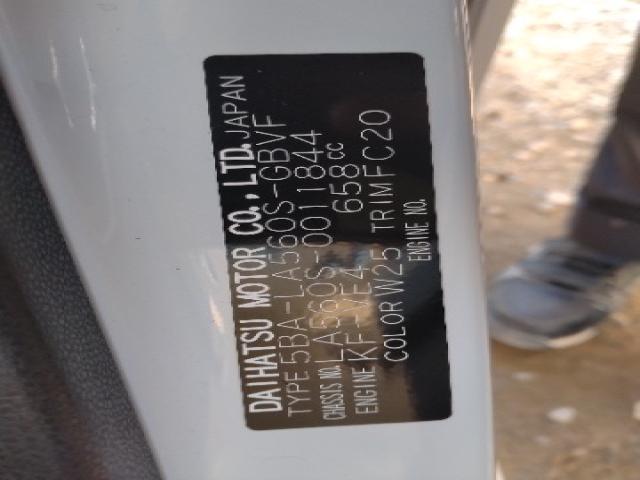 DAIHATSU MOTOR CO., LTD. JAPAN
TYPE 5BA-LA560S-GBVF
CHASSIS NO. LA560S-0011844
ENGINE KF-VE4 658cc
COLOR W25 TRIM FC20
ENGINE NO.